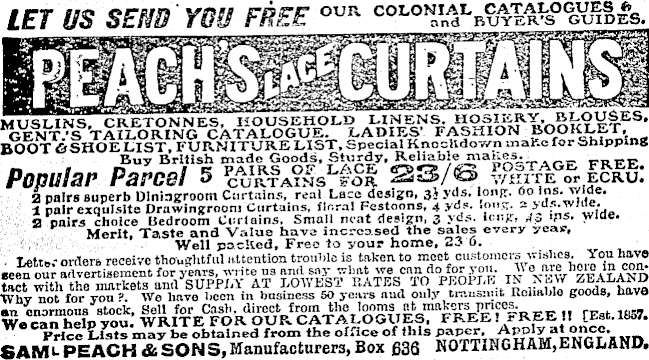 LET US SEND YOU FREE OUR COLONIAL CATALOGUES &
and BUYER'S GUIDES.
PEACH'S LACE CURTAINS
MUSLINS, CRETONNES, HOUSEHOLD LINENS, HOSIERY, BLOUSES,
GENT.'S TAILORING CATALOGUE. LADIES' FASHION BOOKLET,
BOOT & SHOE LIST, FURNITURE LIST, Special Knockdown make for Shipping
Buy British made Goods, Sturdy, Reliable makes.
Popular Parcel 5 PAIRS OF LACE CURTAINS FOR 23/6 POSTAGE FREE. WHITE or ECRU.
2 pairs superb Diningroom Curtains, real Lace design, 3½ yds. long, 60 ins. wide.
1 pair exquisite Drawingroom Curtains, floral Festoons, 4 yds. long, 2 yds. wide.
2 pairs choice Bedroom Curtains, Small neat design, 3 yds. long, 43 ins. wide.
Merit, Taste and Value have increased the sales every year,
Well packed, Free to your home, 23 6.
Letter orders receive thoughtful attention trouble is taken to meet customers wishes. You have
seen our advertisement for years, write us and say what we can do for you. We are here in con-
tact with the markets and SUPPLY AT LOWEST RATES TO PEOPLE IN NEW ZEALAND
Why not for you ?. We have been in business 50 years and only transmit Reliable goods, have
an enormous stock, Sell for Cash, direct from the looms at makers prices.
We can help you. WRITE FOR OUR CATALOGUES, FREE! FREE !! [Est. 1857.
Price Lists may be obtained from the office of this paper, Apply at once.
SAML PEACH & SONS, Manufacturers, Box 636 NOTTINGHAM, ENGLAND.